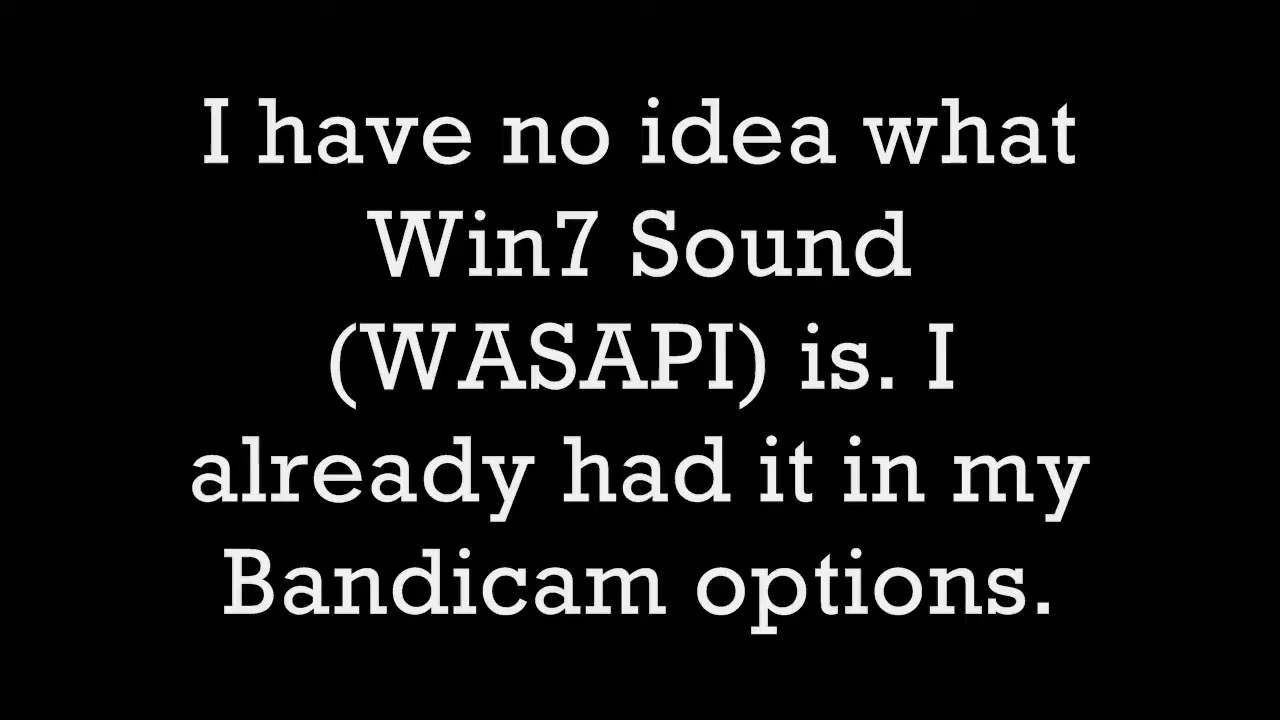 I have no idea what
Win7 Sound
(WASAPI) is. I
already had it in my
Bandicam options.